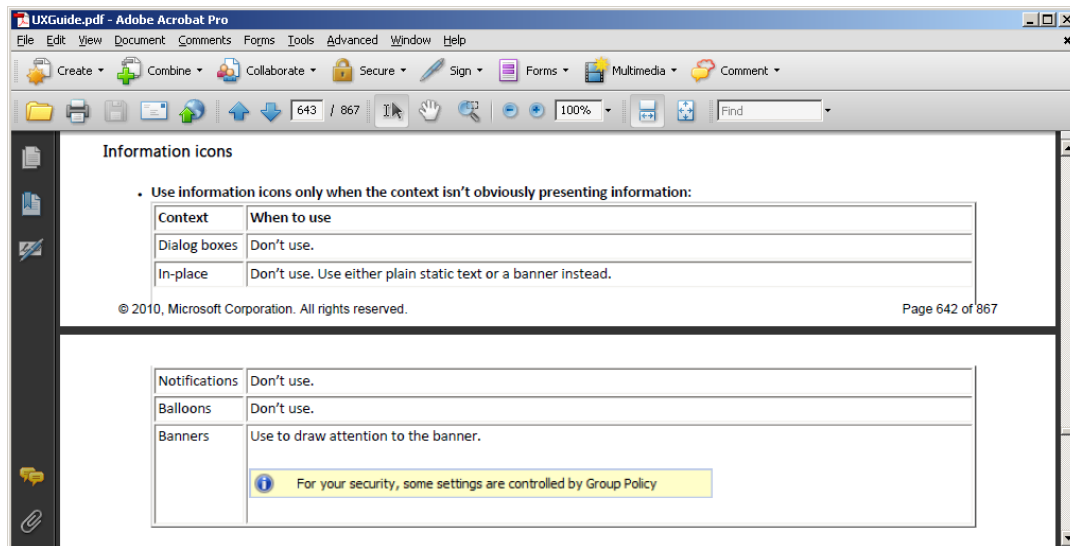 UXGuide.pdf - Adobe Acrobat Pro
File Edit View Document Comments Forms Tools Advanced Window Help
Create Combine Collaborate Secure Sign Forms Multimedia Comment
643 / 867 100% Find
Information icons
• Use information icons only when the context isn't obviously presenting information:
Context When to use
Dialog boxes Don't use.
In-place Don't use. Use either plain static text or a banner instead.
© 2010, Microsoft Corporation. All rights reserved. Page 642 of 867
Notifications Don't use.
Balloons Don't use.
Banners Use to draw attention to the banner.
For your security, some settings are controlled by Group Policy